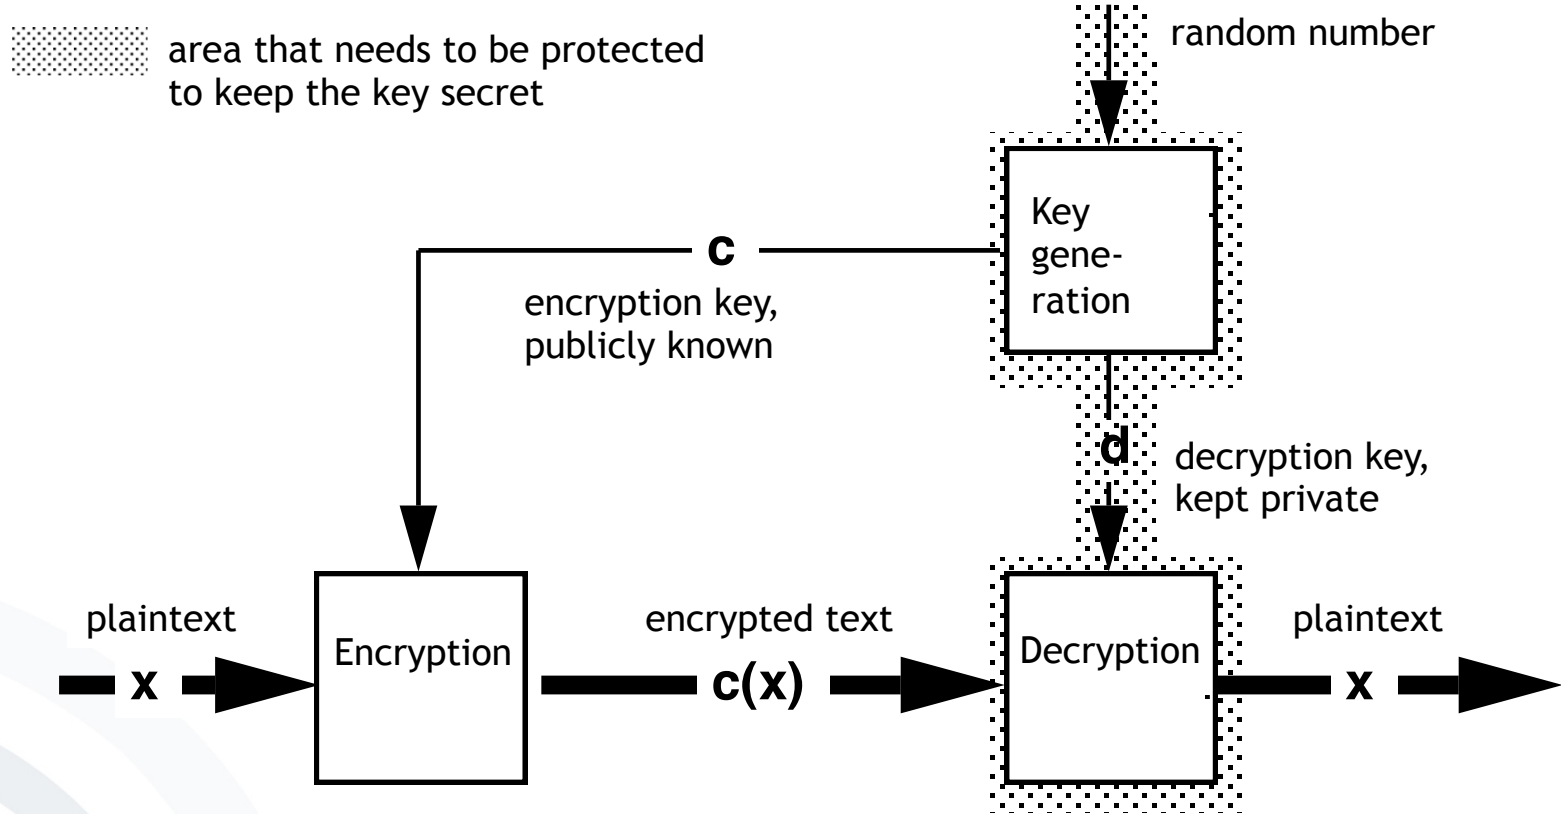 area that needs to be protected
to keep the key secret
random number
Key
gene-
ration
c
encryption key,
publicly known
d
decryption key,
kept private
plaintext
x
Encryption
encrypted text
c(x)
Decryption
plaintext
x